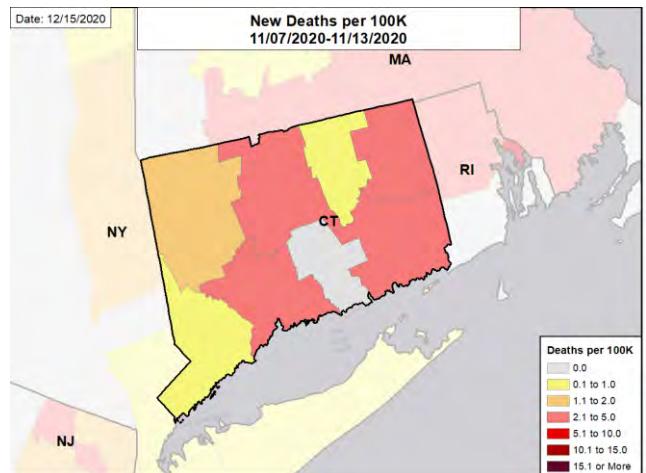 Date: 12/15/2020
New Deaths per 100K
11/07/2020-11/13/2020
MA
RI
CT
NY
NJ
Deaths per 100K
0.0
0.1 to 1.0
1.1 to 2.0
2.1 to 5.0
5.1 to 10.0
10.1 to 15.0
15.1 or More